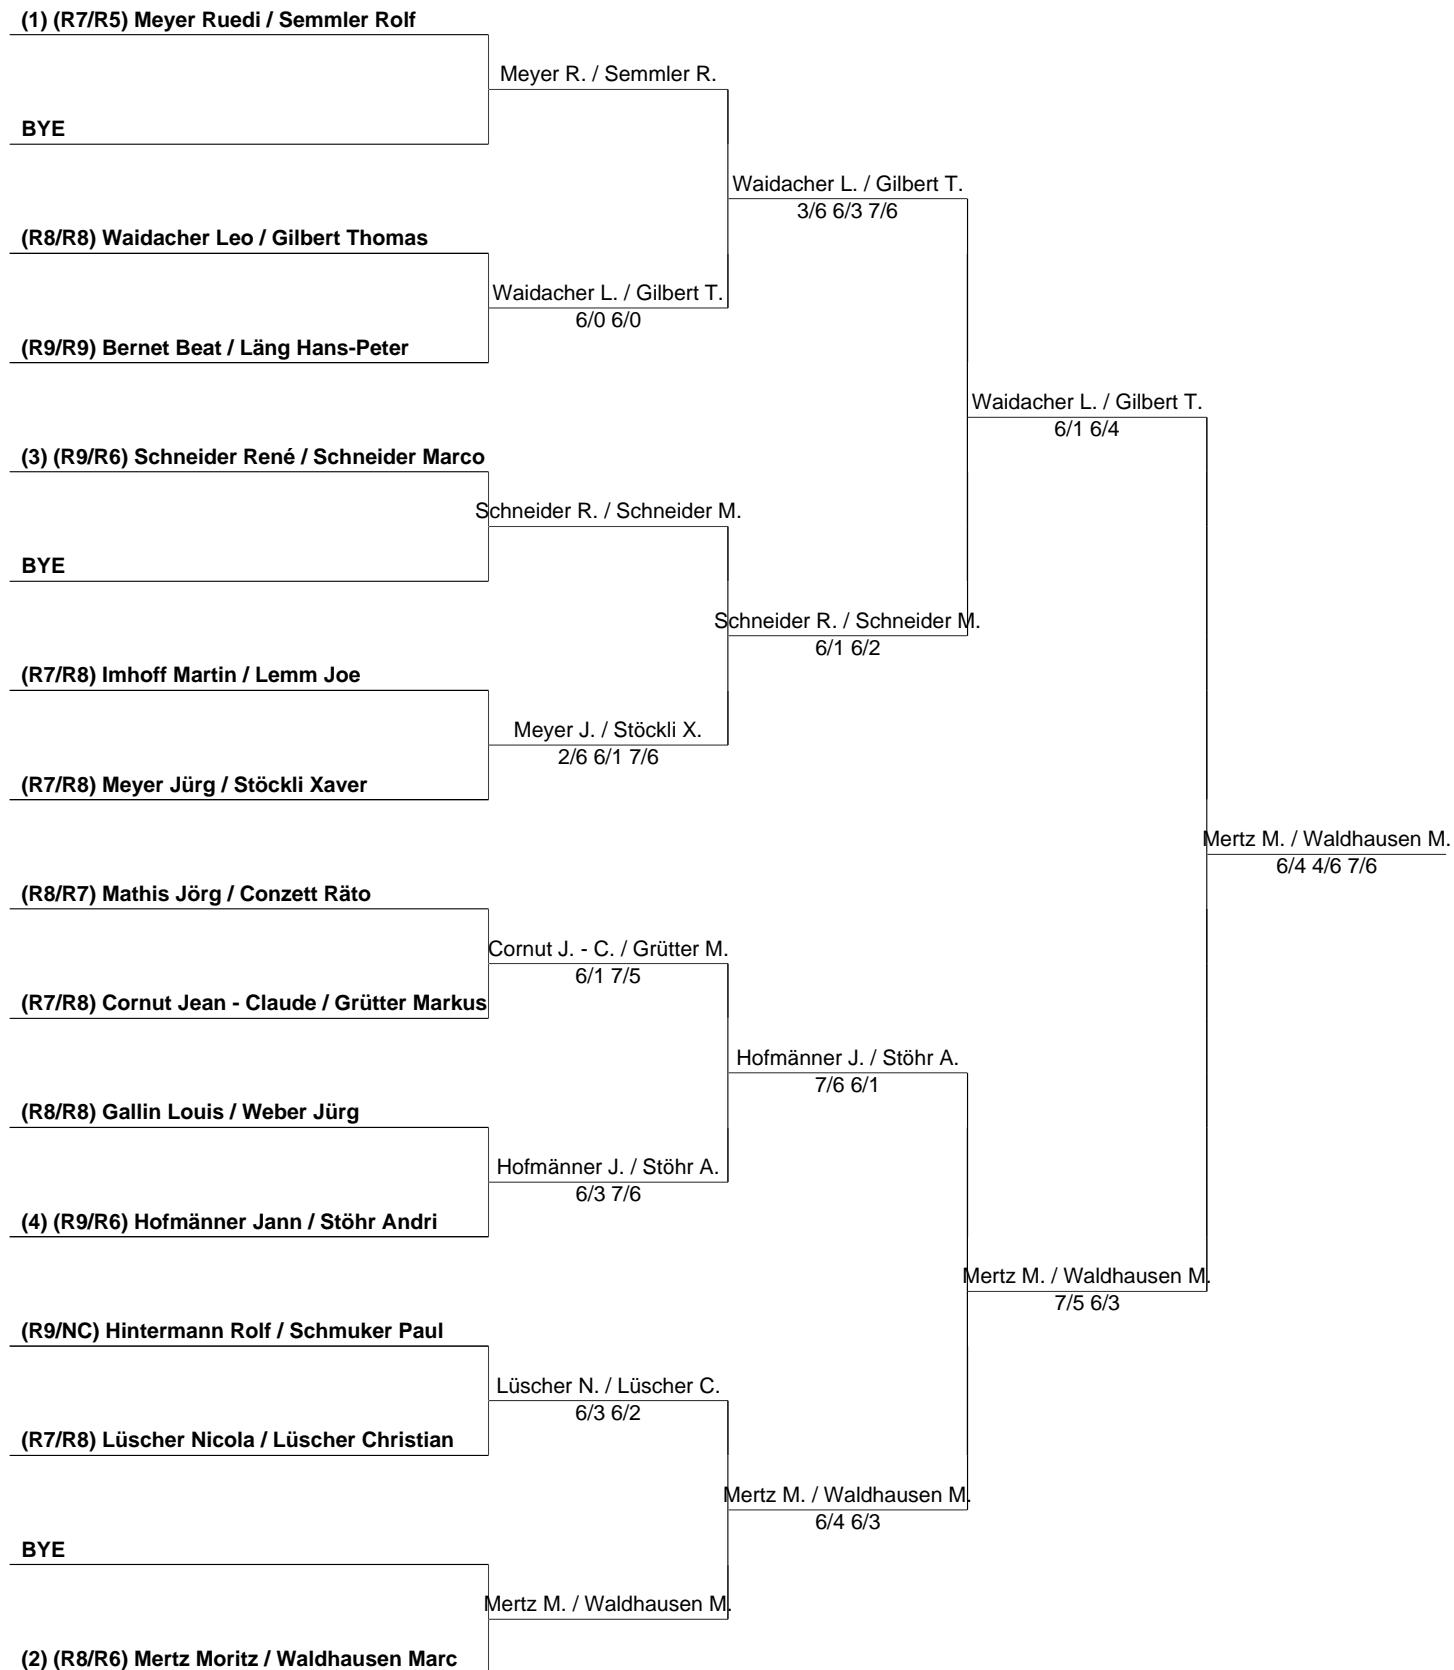 (1) (R7/R5) Meyer Ruedi / Semmler Rolf
Meyer R. / Semmler R.
BYE
Waidacher L. / Gilbert T.
3/6 6/3 7/6
(R8/R8) Waidacher Leo / Gilbert Thomas
Waidacher L. / Gilbert T.
6/0 6/0
(R9/R9) Bernet Beat / Läng Hans-Peter
Waidacher L. / Gilbert T.
6/1 6/4
(3) (R9/R6) Schneider René / Schneider Marco
Schneider R. / Schneider M.
BYE
Schneider R. / Schneider M.
6/1 6/2
(R7/R8) Imhoff Martin / Lemm Joe
Meyer J. / Stöckli X.
2/6 6/1 7/6
(R7/R8) Meyer Jürg / Stöckli Xaver
Mertz M. / Waldhausen M.
6/4 4/6 7/6
(R8/R7) Mathis Jörg / Conzett Räto
Cornut J. - C. / Grütter M.
6/1 7/5
(R7/R8) Cornut Jean - Claude / Grütter Markus
Hofmänner J. / Stöhr A.
7/6 6/1
(R8/R8) Gallin Louis / Weber Jürg
Hofmänner J. / Stöhr A.
6/3 7/6
(4) (R9/R6) Hofmänner Jann / Stöhr Andri
Mertz M. / Waldhausen M.
7/5 6/3
(R9/NC) Hintermann Rolf / Schmuker Paul
Lüscher N. / Lüscher C.
6/3 6/2
(R7/R8) Lüscher Nicola / Lüscher Christian
Mertz M. / Waldhausen M.
6/4 6/3
BYE
Mertz M. / Waldhausen M.
(2) (R8/R6) Mertz Moritz / Waldhausen Marc